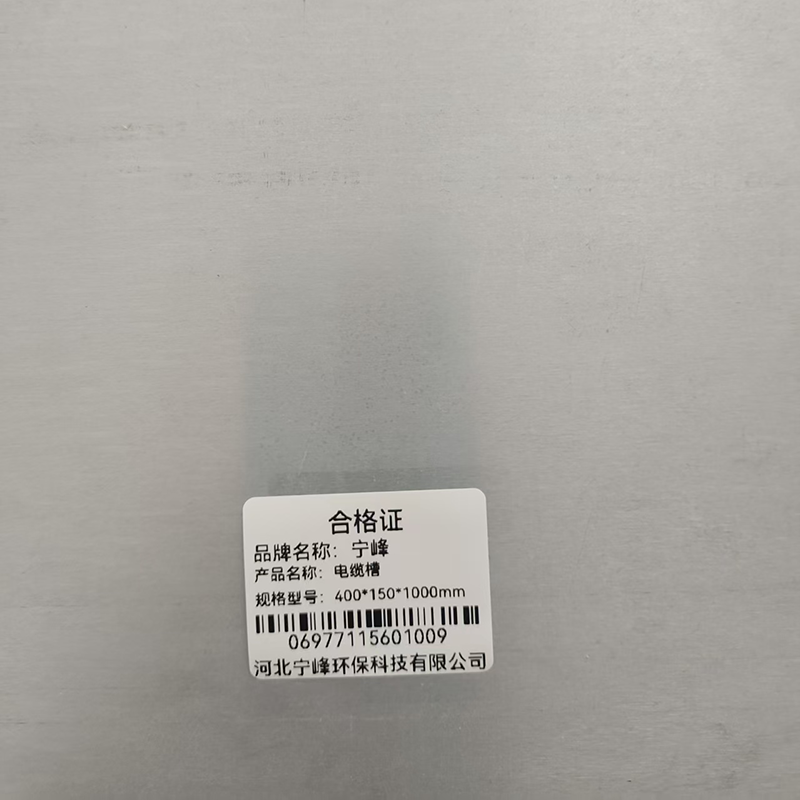 合格证
品牌名称：宁峰
产品名称：电缆槽
规格型号：400*150*1000mm
06977115601009
河北宁峰环保科技有限公司